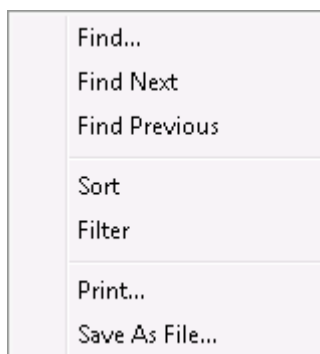 Find...
Find Next
Find Previous
Sort
Filter
Print...
Save As File...